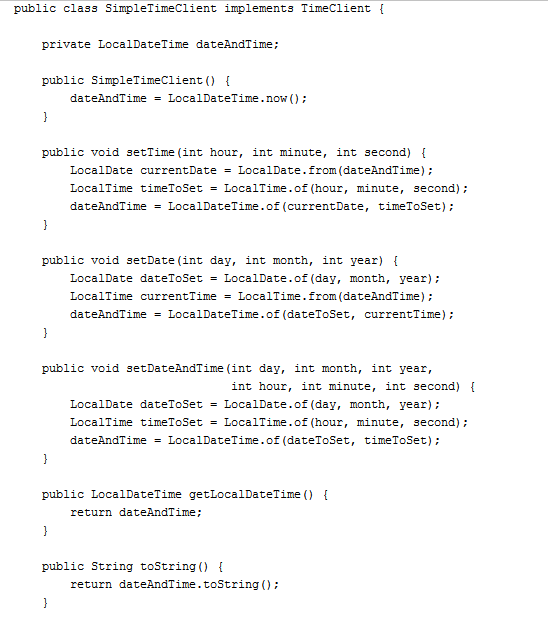 public class SimpleTimeClient implements TimeClient {
private LocalDateTime dateAndTime;
public SimpleTimeClient() {
dateAndTime = LocalDateTime.now();
}
public void setTime(int hour, int minute, int second) {
LocalDate currentDate = LocalDate.from(dateAndTime);
LocalTime timeToSet = LocalTime.of(hour, minute, second);
dateAndTime = LocalDateTime.of(currentDate, timeToSet);
}
public void setDate(int day, int month, int year) {
LocalDate dateToSet = LocalDate.of(day, month, year);
LocalTime currentTime = LocalTime.from(dateAndTime);
dateAndTime = LocalDateTime.of(dateToSet, currentTime);
}
public void setDateAndTime(int day, int month, int year,
int hour, int minute, int second) {
LocalDate dateToSet = LocalDate.of(day, month, year);
LocalTime timeToSet = LocalTime.of(hour, minute, second);
dateAndTime = LocalDateTime.of(dateToSet, timeToSet);
}
public LocalDateTime getLocalDateTime() {
return dateAndTime;
}
public String toString() {
return dateAndTime.toString();
}